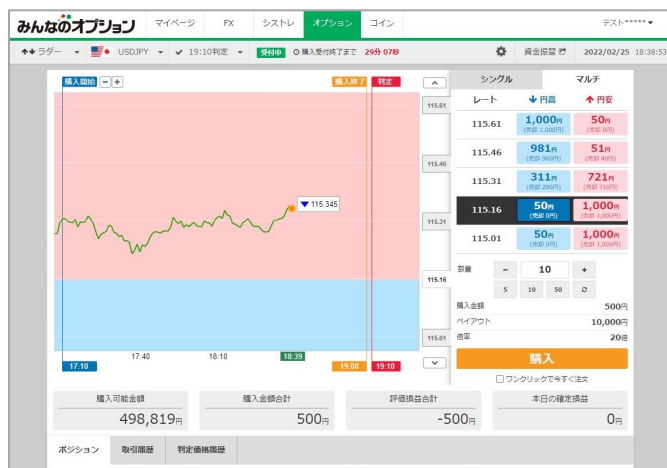 みんなのオプション マイページ FX シストレ オプション コイン テスト*****
ラダー USDJPY 19:10判定 受付中 購入受付終了まで 29分 07秒 資金振替 2022/02/25 18:38:53
購入開始 − + 購入終了 判定
115.61
115.46
115.345
115.31
115.16
115.01
17:40 18:10 18:39
17:10 19:08 19:10
シングル マルチ
レート 円高 円安
115.61 1,000円 50円
(売却 1,000円) (売却 0円)
115.46 981円 51円
(売却 960円) (売却 40円)
115.31 311円 721円
(売却 290円) (売却 710円)
115.16 50円 1,000円
(売却 0円) (売却 1,000円)
115.01 50円 1,000円
(売却 0円) (売却 1,000円)
数量 − 10 +
5 10 50
購入金額 500円
ペイアウト 10,000円
倍率 20倍
購入
ワンクリックで今すぐ注文
購入可能金額 購入金額合計 評価損益合計 本日の確定損益
498,819円 500円 -500円 0円
ポジション 取引履歴 判定価格履歴